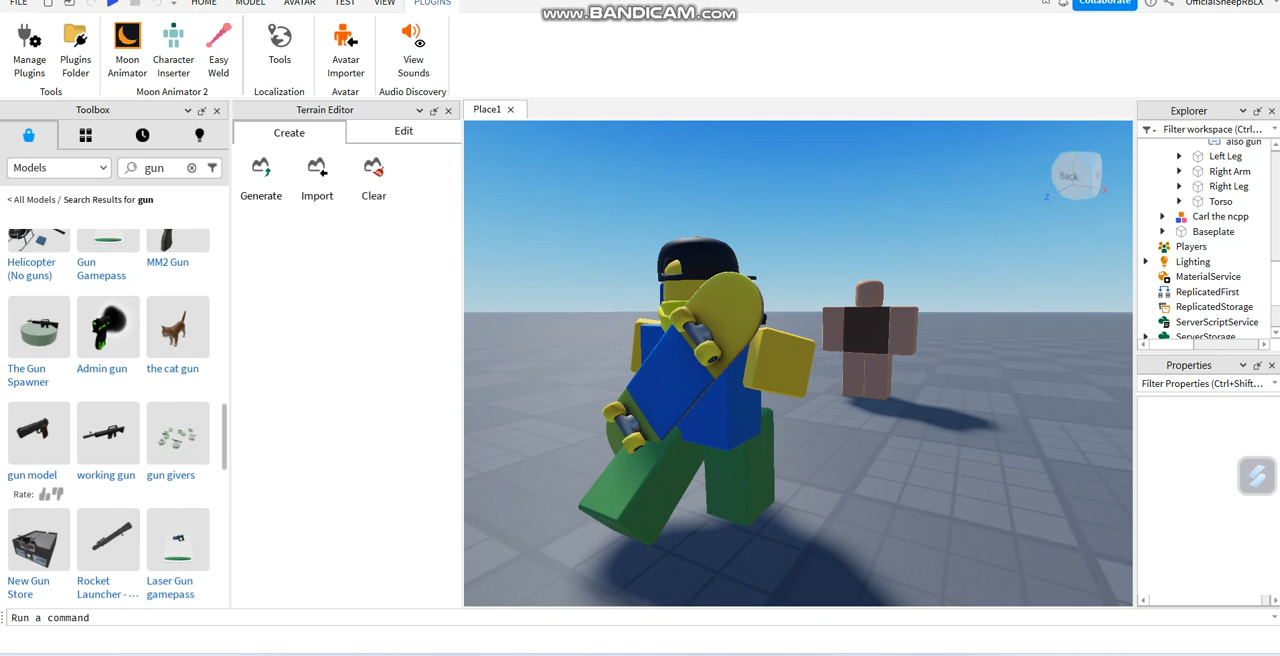 www.BANDICAM.com
FILE HOME MODEL AVATAR TEST VIEW PLUGINS Collaborate OfficialSheepRBLX
Manage Plugins
Plugins Folder
Moon Animator
Character Inserter
Easy Weld
Tools
Avatar Importer
View Sounds
Tools Moon Animator 2 Localization Avatar Audio Discovery
Toolbox
Models
gun
< All Models / Search Results for gun
Helicopter (No guns)
Gun Gamepass
MM2 Gun
The Gun Spawner
Admin gun
the cat gun
gun model
working gun
gun givers
Rate:
New Gun Store
Rocket Launcher - ...
Laser Gun gamepass
Terrain Editor
Create Edit
Generate Import Clear
Place1
Back
Z
X
Explorer
Filter workspace (Ctrl...
also gun
Left Leg
Right Arm
Right Leg
Torso
Carl the ncpp
Baseplate
Players
Lighting
MaterialService
ReplicatedFirst
ReplicatedStorage
ServerScriptService
ServerStorage
Properties
Filter Properties (Ctrl+Shift...
Run a command